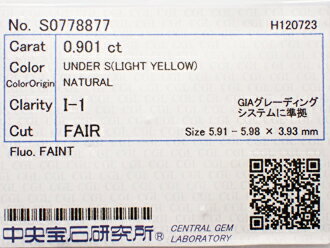 No. S0778877 H120723
Carat 0.901 ct
Color UNDER S(LIGHT YELLOW)
ColorOrigin NATURAL
Clarity I-1 GIAグレーディング
システムに準拠
Cut FAIR Size 5.91 - 5.98 × 3.93 mm
Fluo. FAINT
中央宝石研究所® CENTRAL GEM
LABORATORY